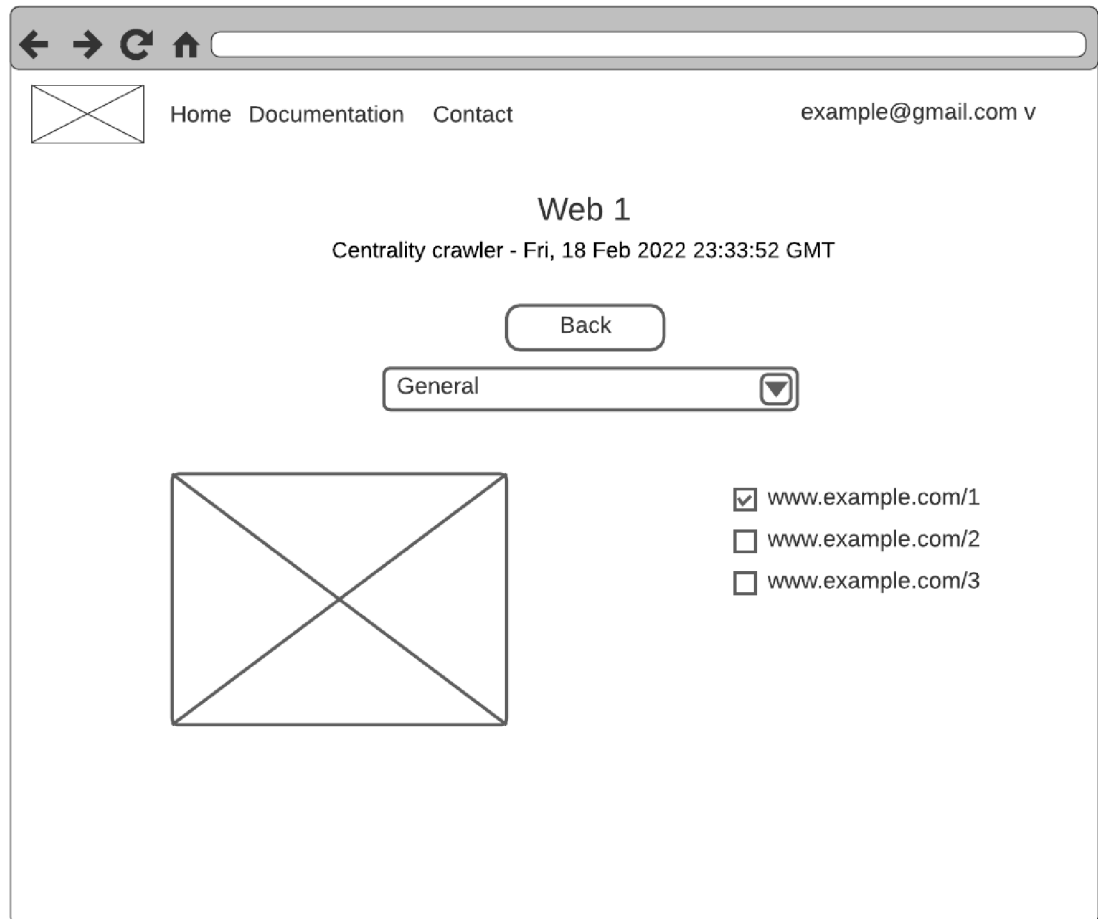 Home Documentation Contact example@gmail.com v
Web 1
Centrality crawler - Fri, 18 Feb 2022 23:33:52 GMT
Back
General
www.example.com/1
www.example.com/2
www.example.com/3